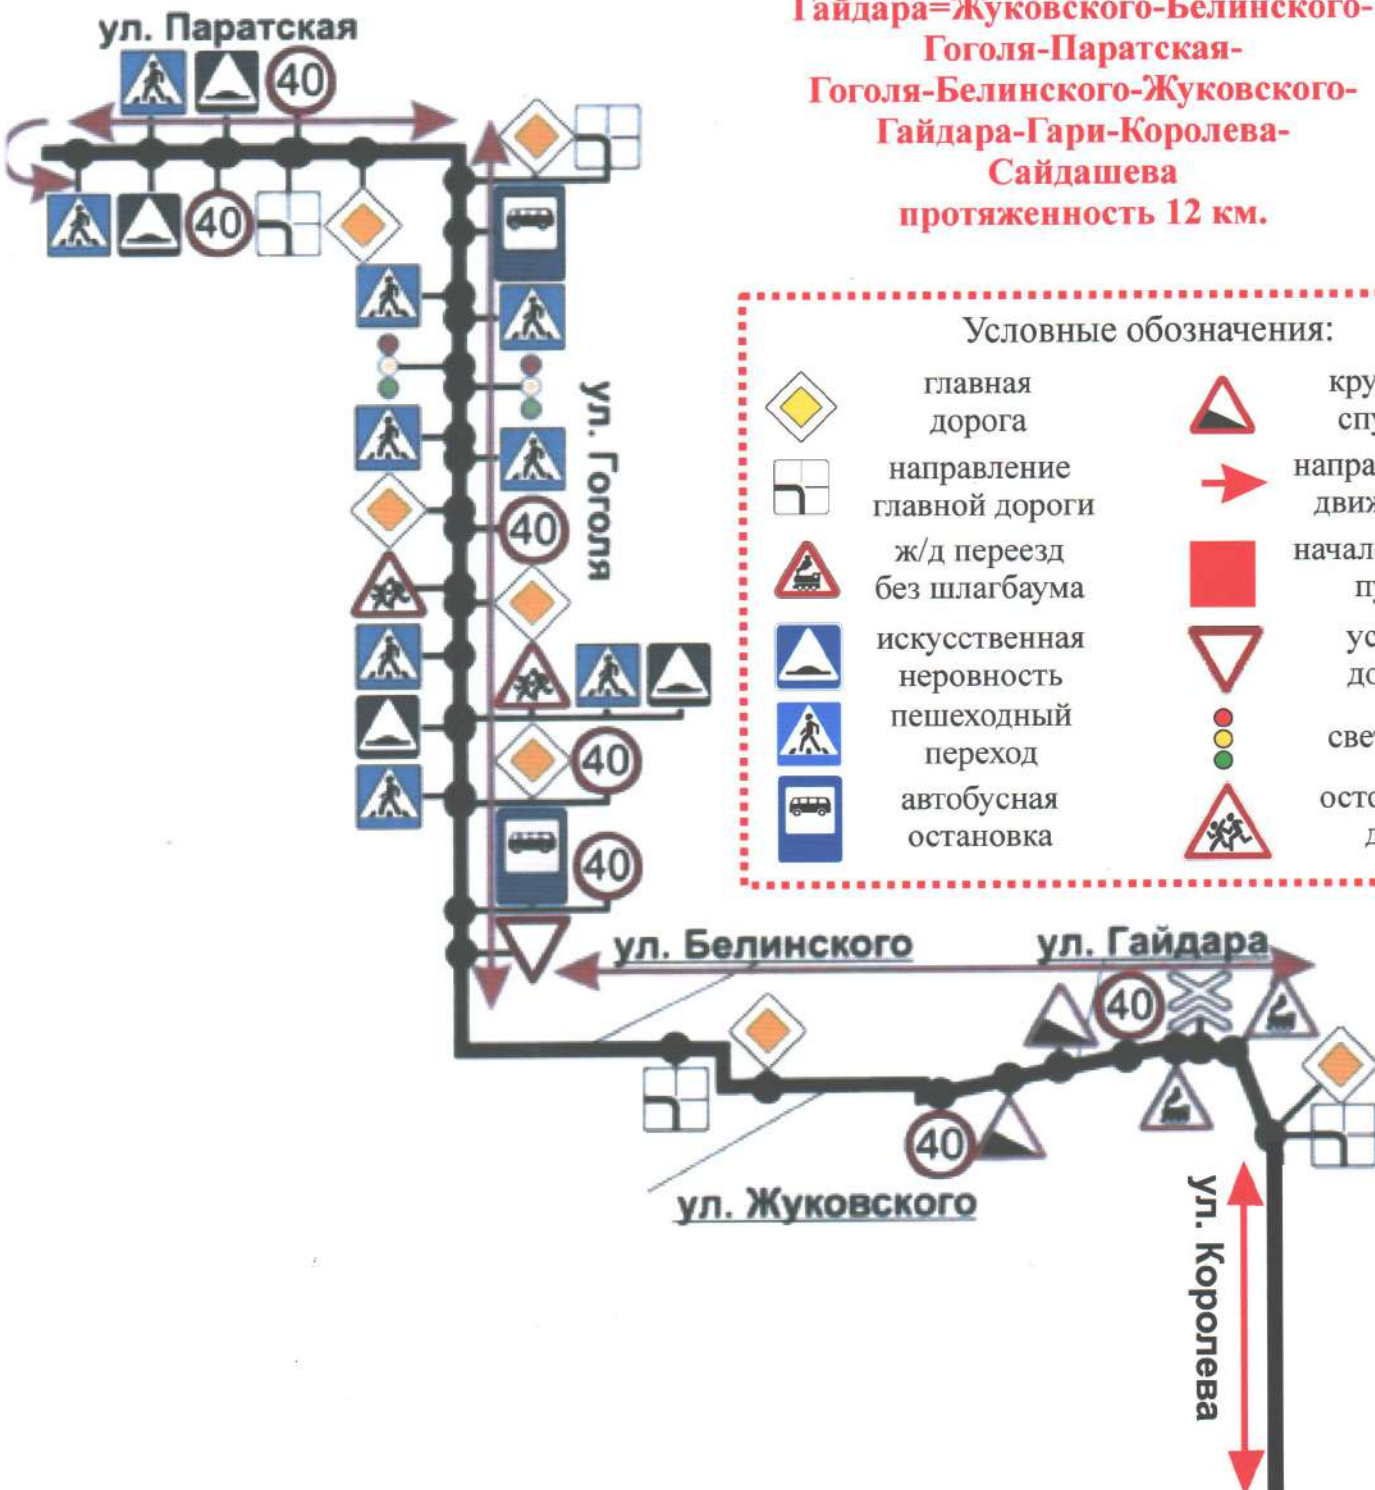 ул. Паратская
Гайдара=Жуковского-Белинского-
Гоголя-Паратская-
Гоголя-Белинского-Жуковского-
Гайдара-Гари-Королева-
Сайдашева
протяженность 12 км.
40
40
Условные обозначения:
главная
дорога
направление
главной дороги
ж/д переезд
без шлагбаума
искусственная
неровность
пешеходный
переход
автобусная
остановка
ул. Гоголя
40
40
40
ул. Белинского
ул. Гайдара
40
40
ул. Жуковского
ул. Королева